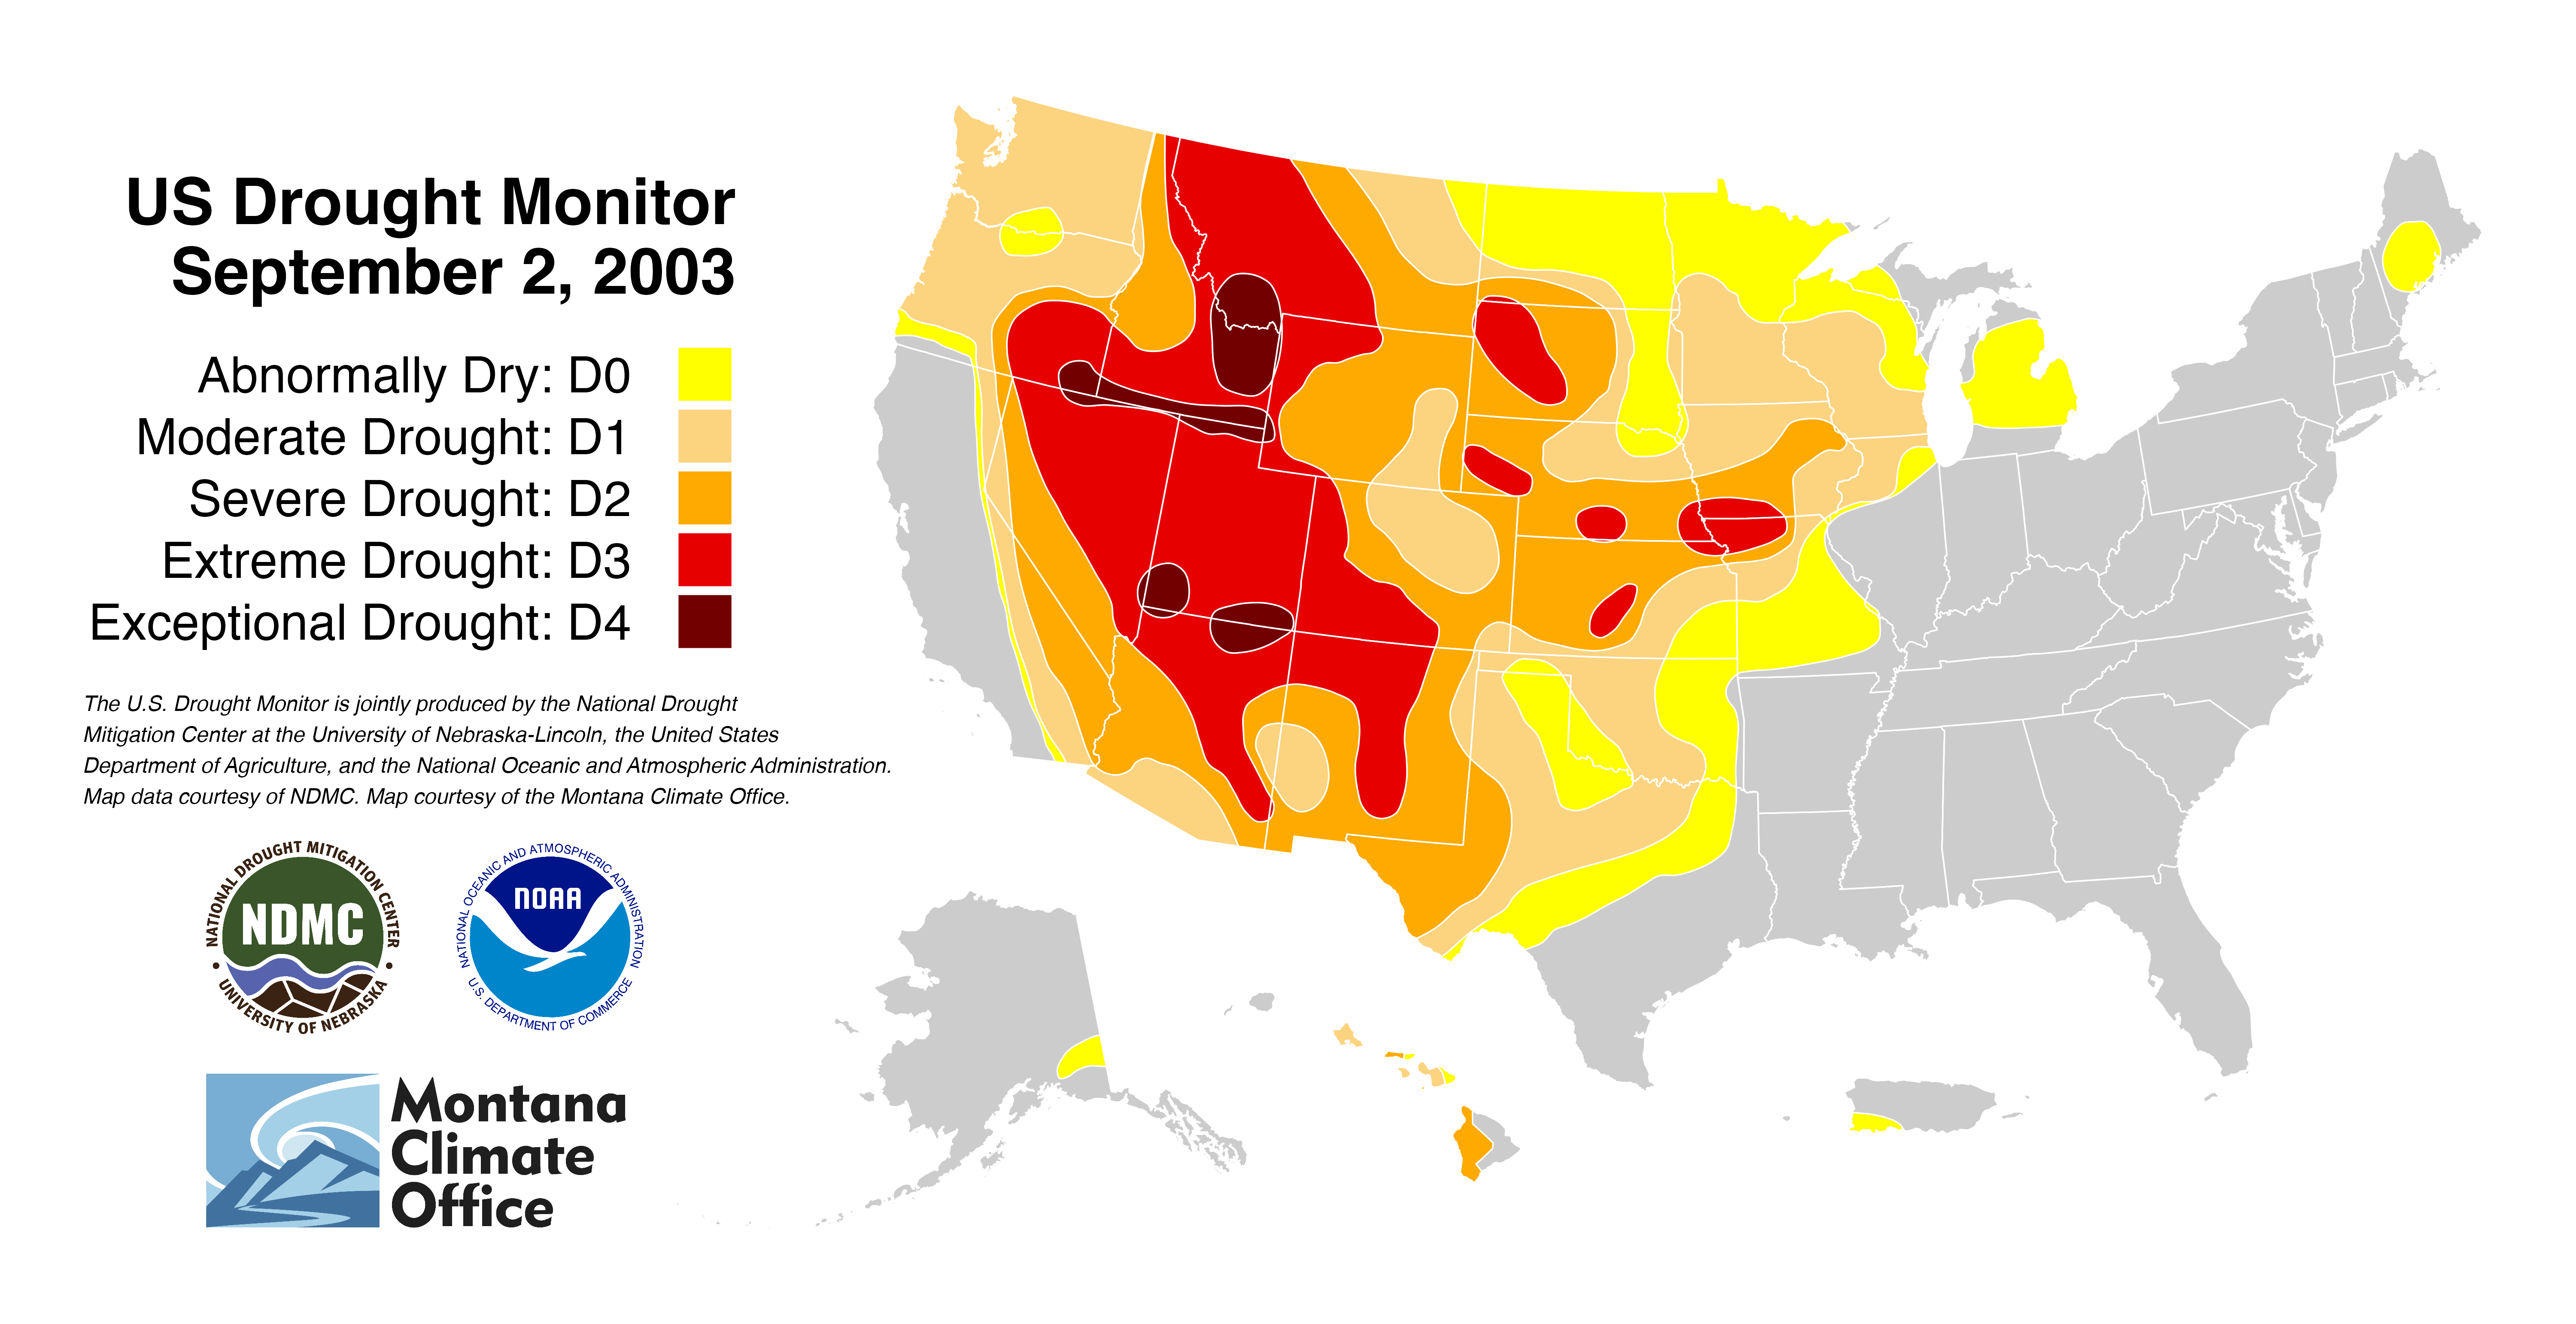 US Drought Monitor
September 2, 2003
Abnormally Dry: D0
Moderate Drought: D1
Severe Drought: D2
Extreme Drought: D3
Exceptional Drought: D4
The U.S. Drought Monitor is jointly produced by the National Drought
Mitigation Center at the University of Nebraska-Lincoln, the United States
Department of Agriculture, and the National Oceanic and Atmospheric Administration.
Map data courtesy of NDMC. Map courtesy of the Montana Climate Office.
NATIONAL DROUGHT MITIGATION CENTER
NDMC
• UNIVERSITY OF NEBRASKA •
NATIONAL OCEANIC AND ATMOSPHERIC ADMINISTRATION
NOAA
U.S. DEPARTMENT OF COMMERCE
Montana
Climate
Office